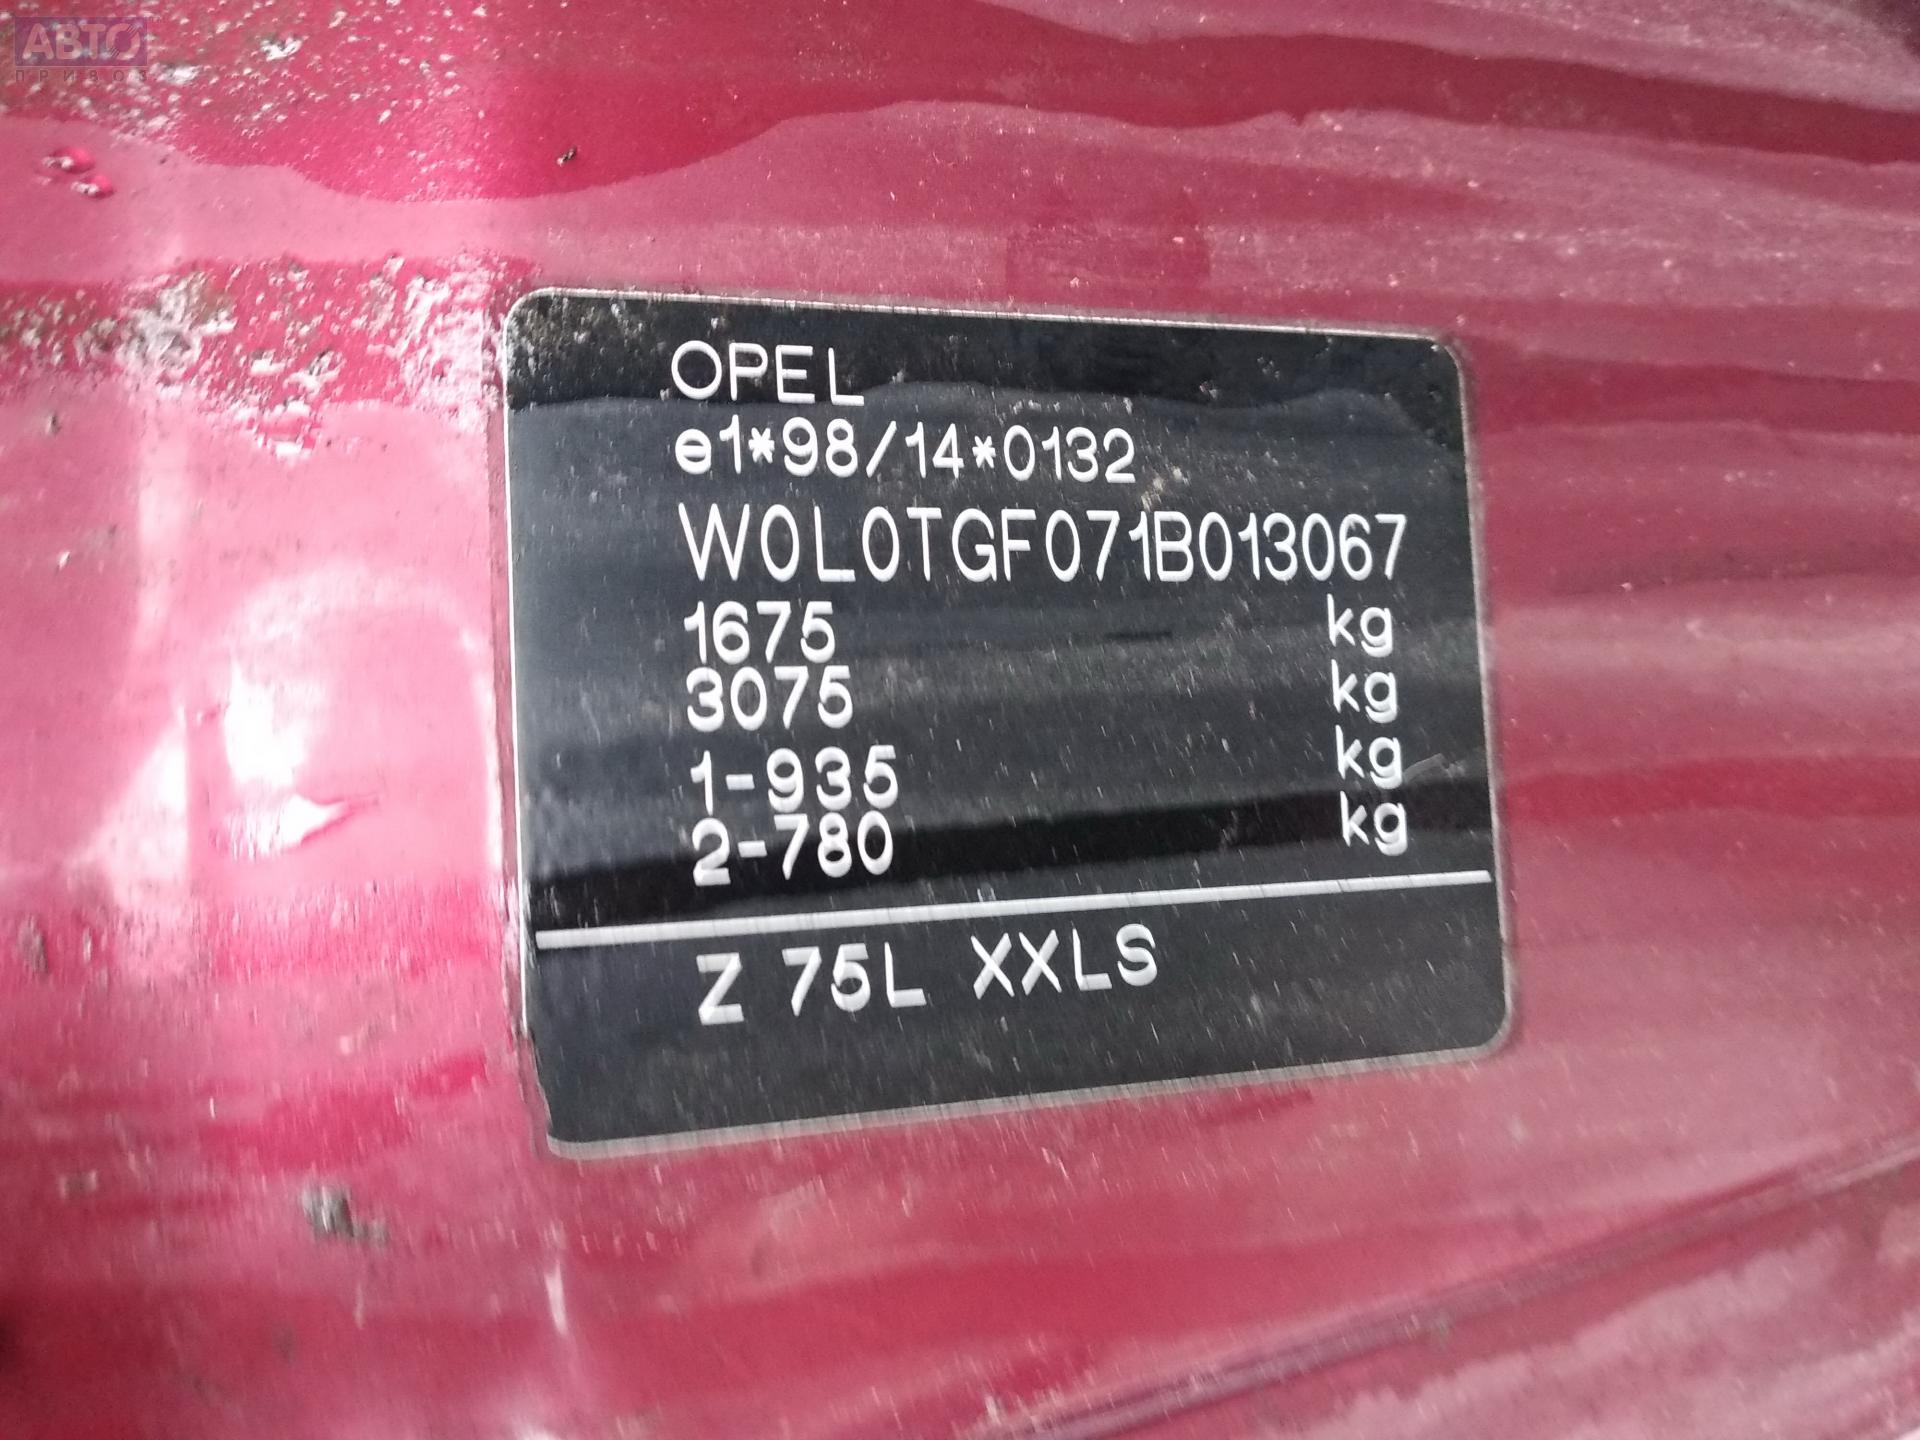 АВТО
ПРИВОЗ
OPEL
e1*98/14*0132
W0L0TGF071B013067
1675 kg
3075 kg
1-935 kg
2-780 kg
Z 75L XXLS